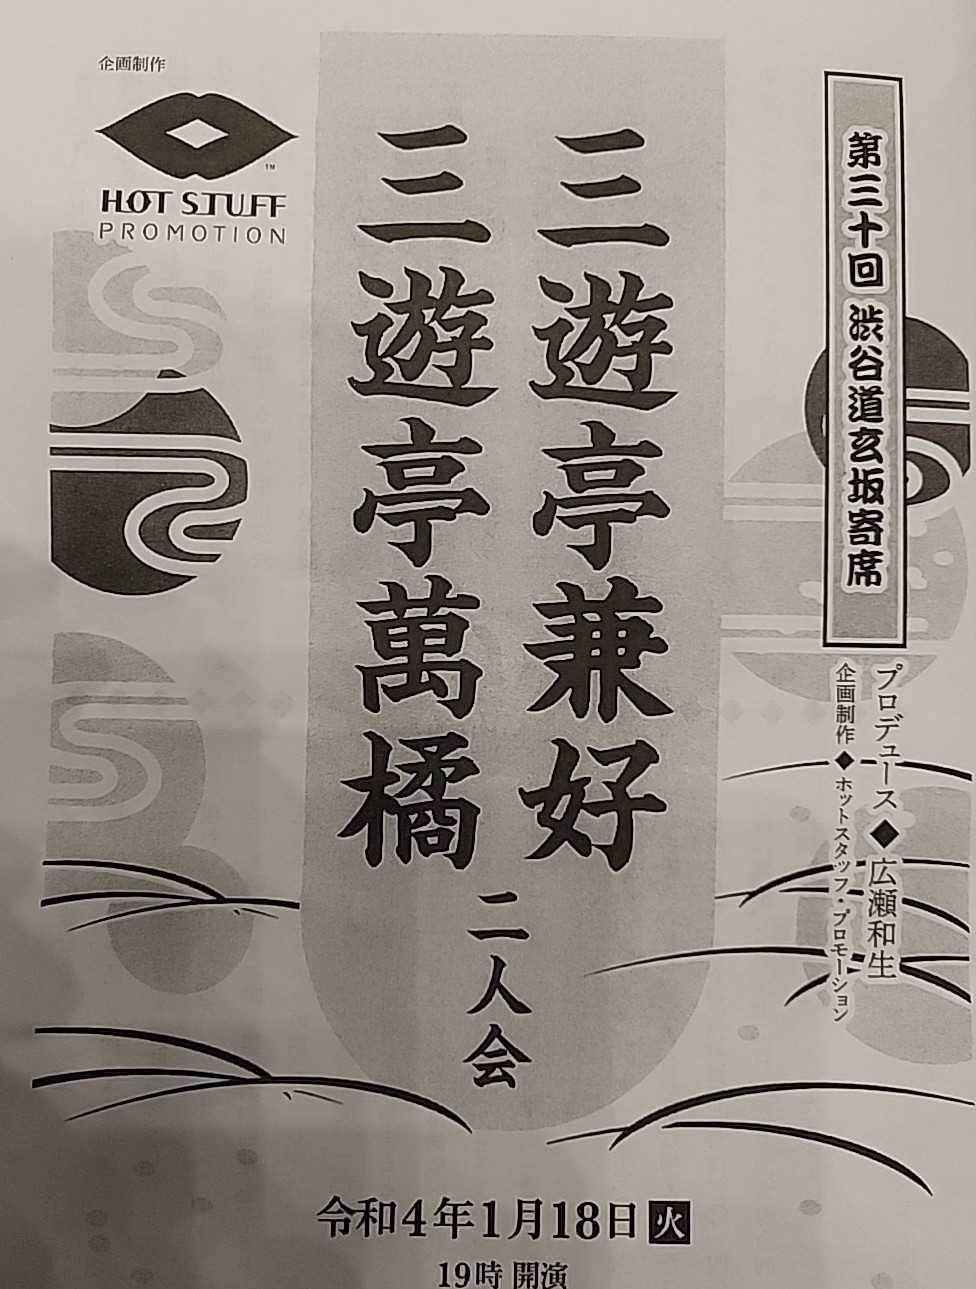 第三十回 渋谷道玄坂寄席
プロデュース◆広瀬和生
企画制作◆ホットスタッフ・プロモーション
三遊亭兼好
三遊亭萬橘
二人会
企画制作
HOT STUFF
PROMOTION
™
令和4年1月18日 火
19時 開演